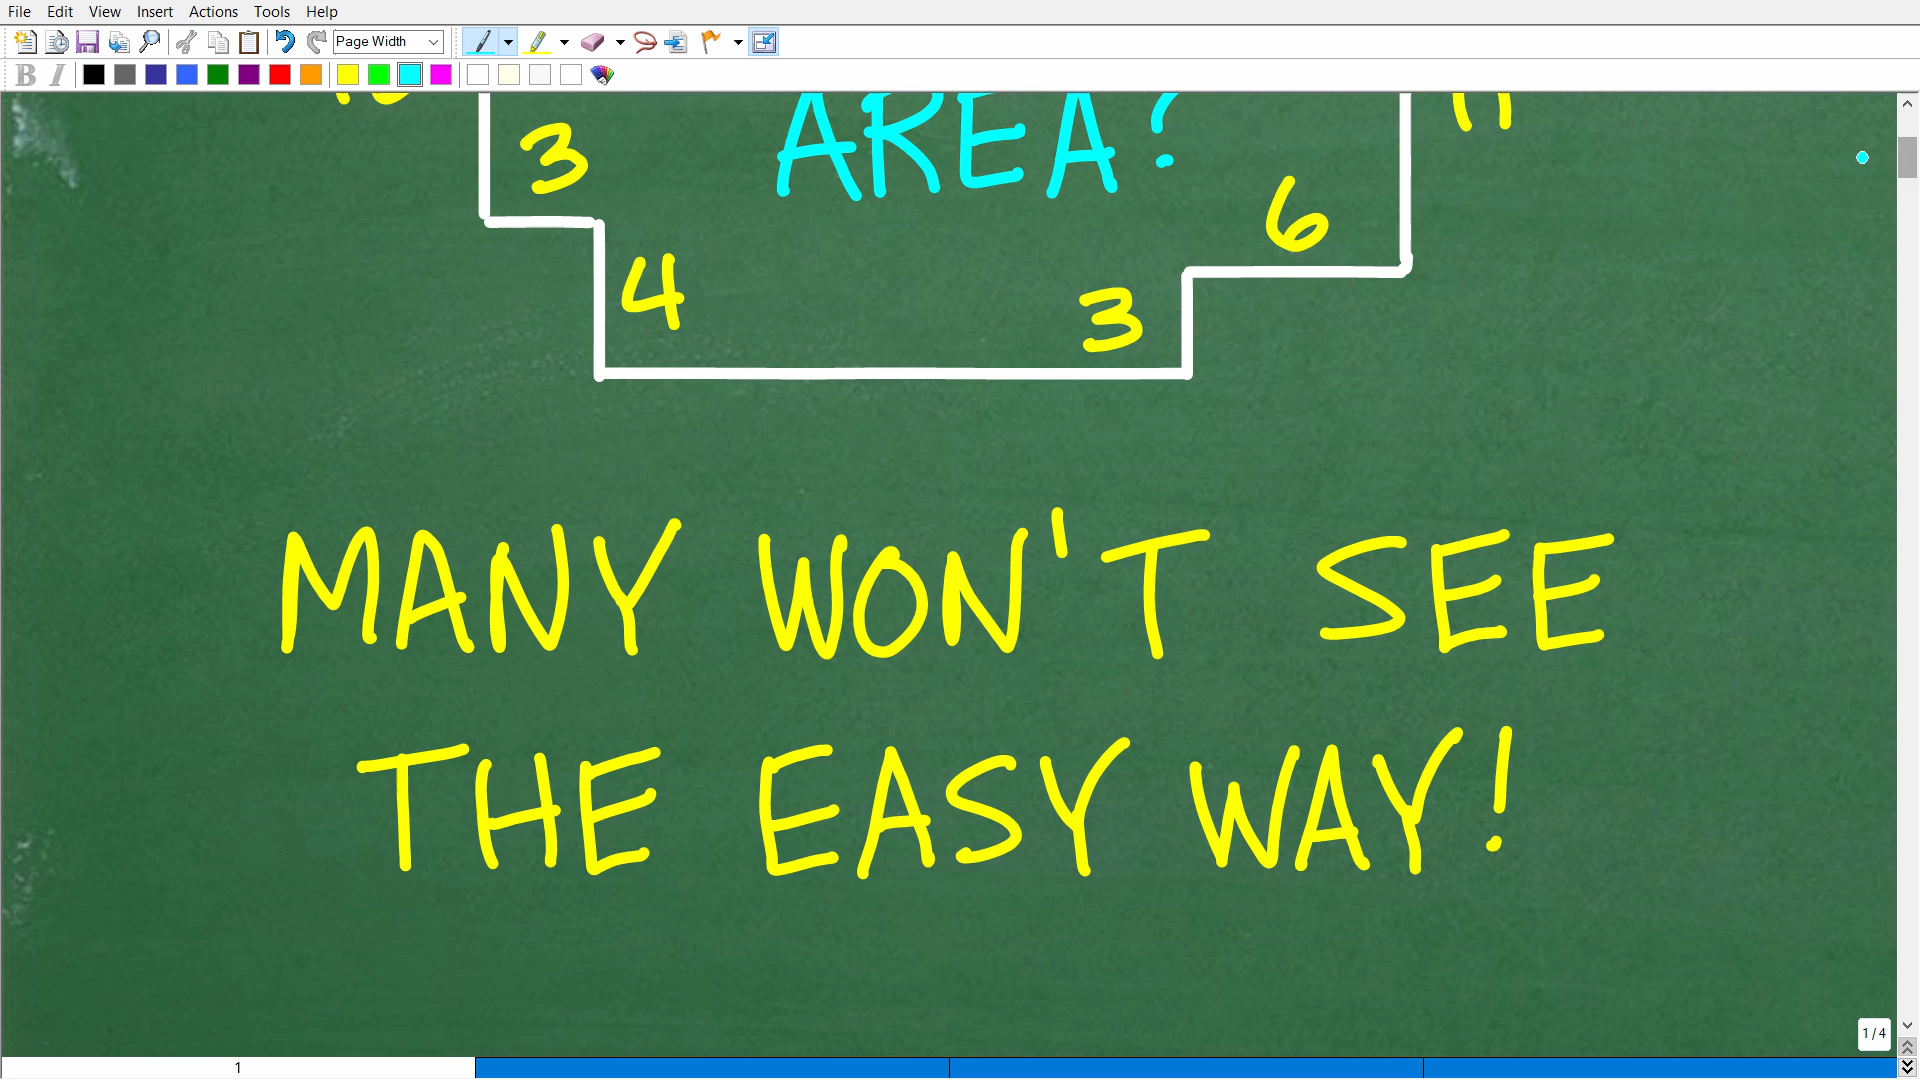 File Edit View Insert Actions Tools Help
Page Width
B I
AREA?
3
6
4
3
MANY WON'T SEE
THE EASY WAY!
1 / 4
1